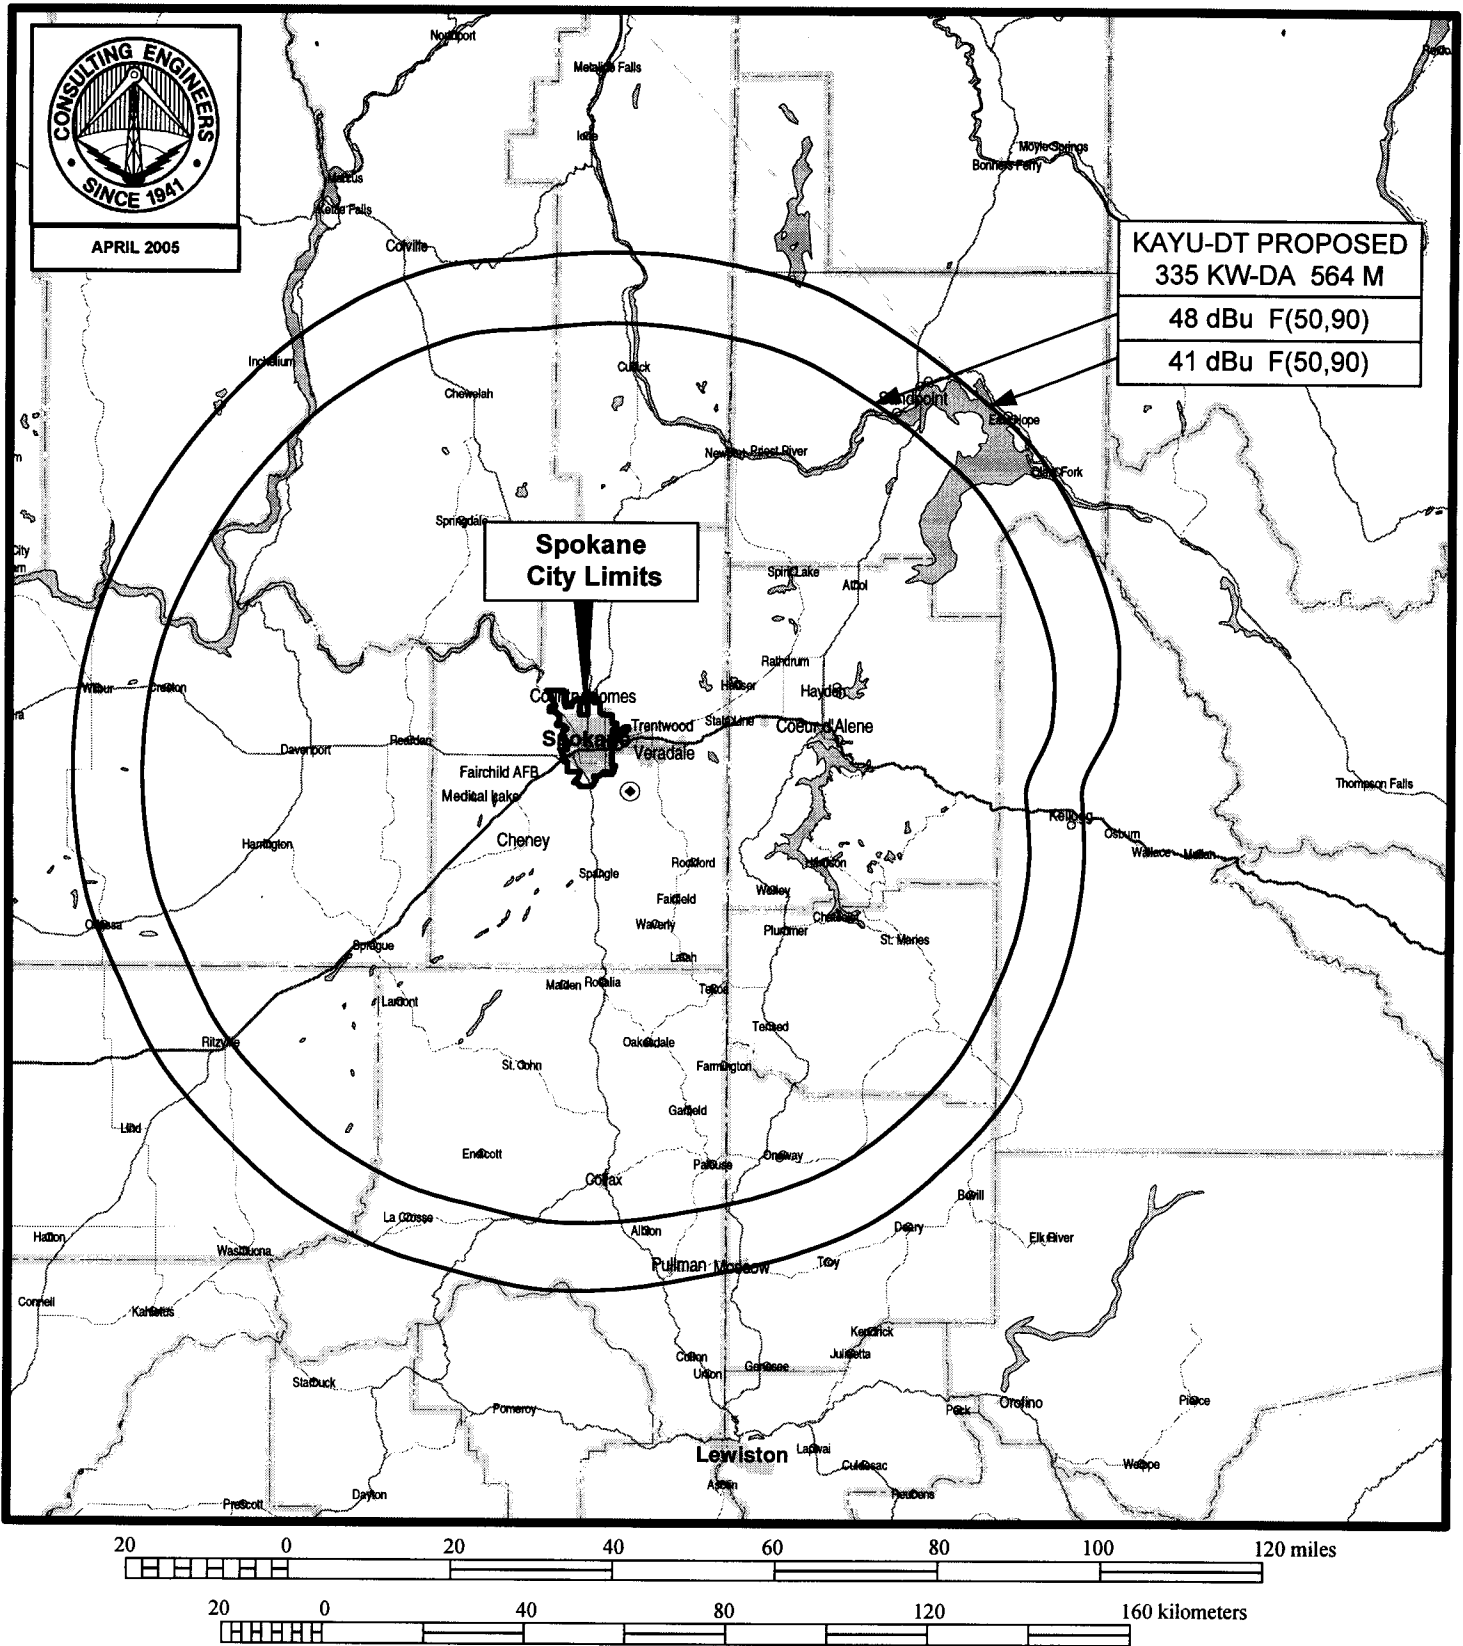 CONSULTING ENGINEERS
SINCE 1941
APRIL 2005
KAYU-DT PROPOSED
335 KW-DA 564 M
48 dBu F(50,90)
41 dBu F(50,90)
Spokane
City Limits
Northport
Metaline Falls
Ione
Moyie Springs
Bonners Ferry
Marcus
Kettle Falls
Colville
Inchelium
Cusick
Chewelah
Sandpoint
East Hope
Newport
Priest River
Clark Fork
Springdale
City
Spirit Lake
Athol
Rathdrum
Wilbur
Creston
Hauser
Hayden
Country Homes
Trentwood
State Line
Coeur d'Alene
Spokane
Veradale
Davenport
Reardan
Fairchild AFB
Medical Lake
Thompson Falls
Kellogg
Osburn
Wallace
Mullan
Harrington
Cheney
Rockford
Harrison
Spangle
Worley
Fairfield
Odessa
Waverly
Plummer
Chatcolet
St. Maries
Sprague
Latah
Malden
Rosalia
Tekoa
Lamont
Tensed
Ritzville
Oakesdale
St. John
Farmington
Garfield
Lind
Endicott
Palouse
Onaway
Colfax
Bovill
La Crosse
Albion
Deary
Elk River
Hatton
Washtucna
Pullman
Moscow
Troy
Connell
Kahlotus
Kendrick
Juliaetta
Colton
Genesee
Union
Starbuck
Pomeroy
Peck
Orofino
Pierce
Lewiston
Lapwai
Culdesac
Weippe
Asotin
Reubens
Prescott
Dayton
20 0 20 40 60 80 100 120 miles
20 0 40 80 120 160 kilometers